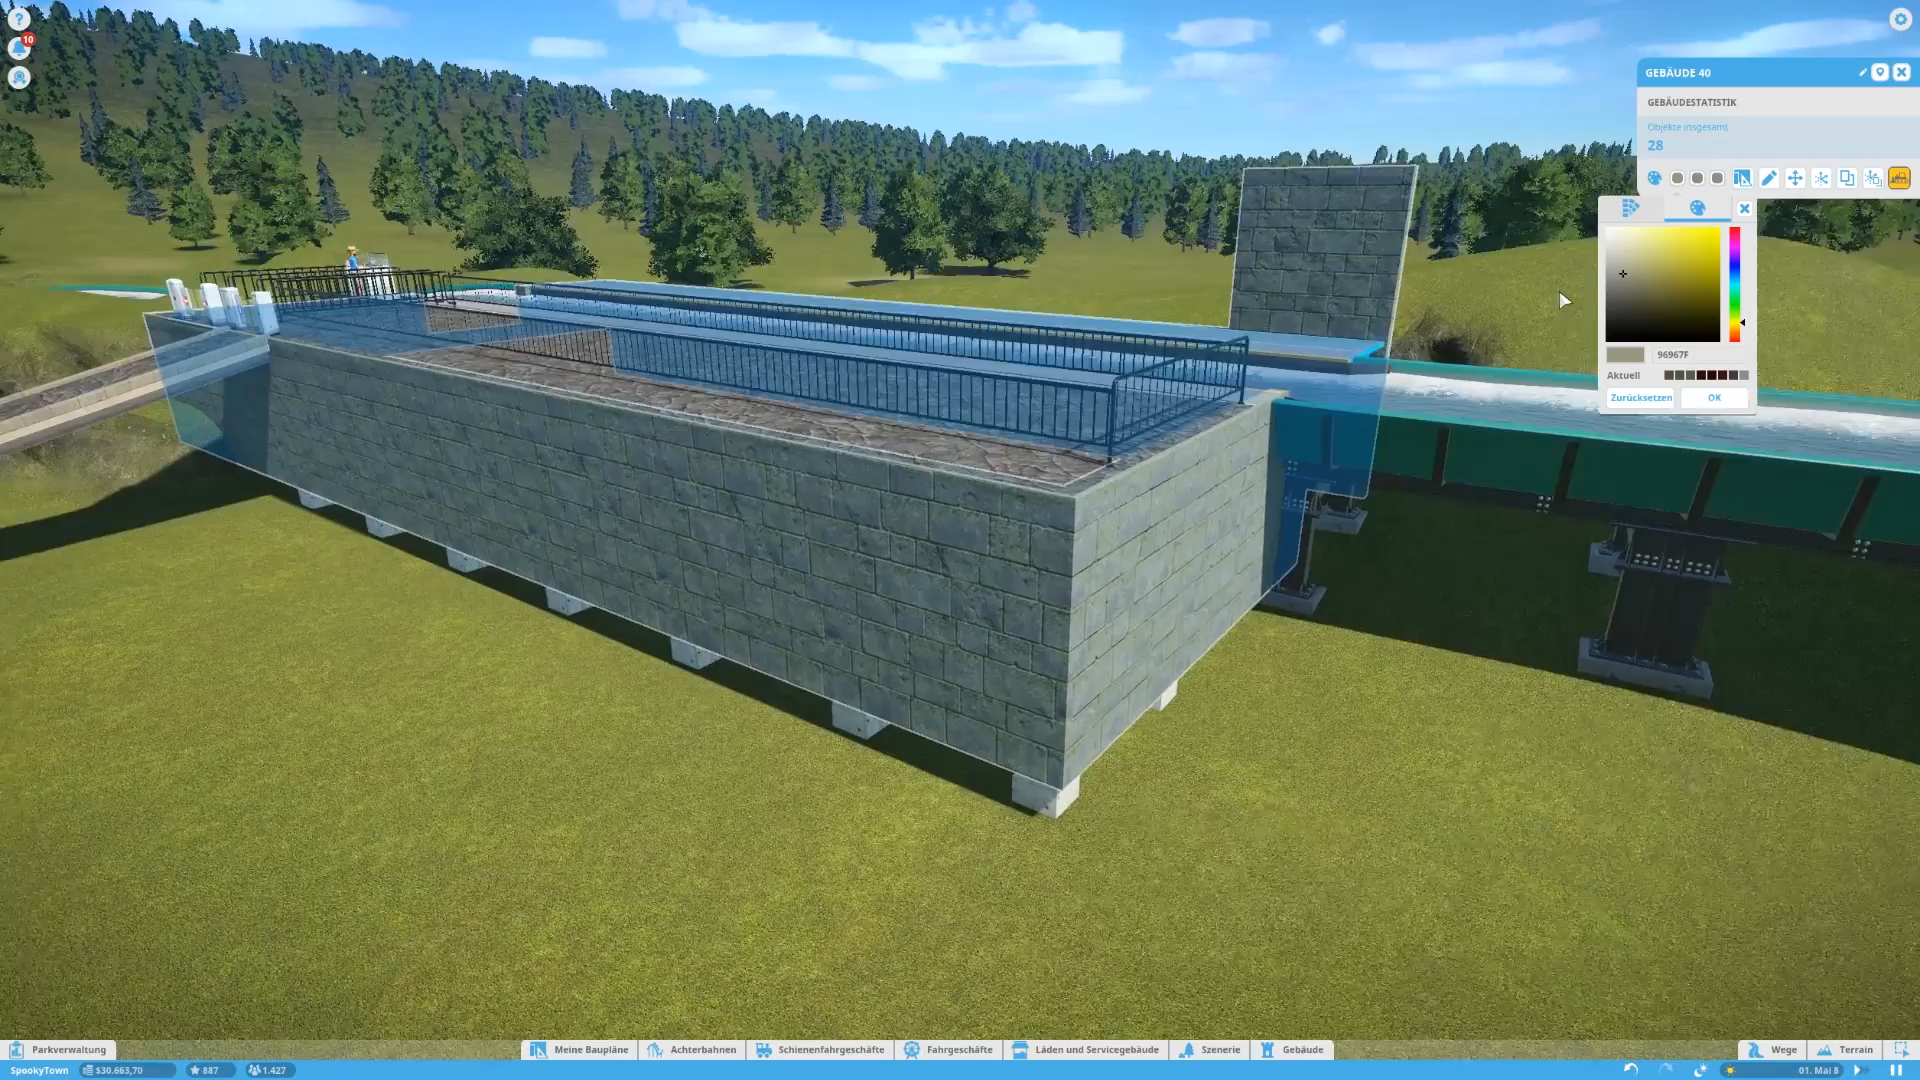 ?
10
GEBÄUDE 40
GEBÄUDESTATISTIK
Objekte insgesamt
28
96967F
Aktuell
Zurücksetzen
OK
Parkverwaltung
Meine Baupläne
Achterbahnen
Schienenfahrgeschäfte
Fahrgeschäfte
Läden und Servicegebäude
Szenerie
Gebäude
Wege
Terrain
SpookyTown
$30.663,70
887
1.427
01. Mai 8